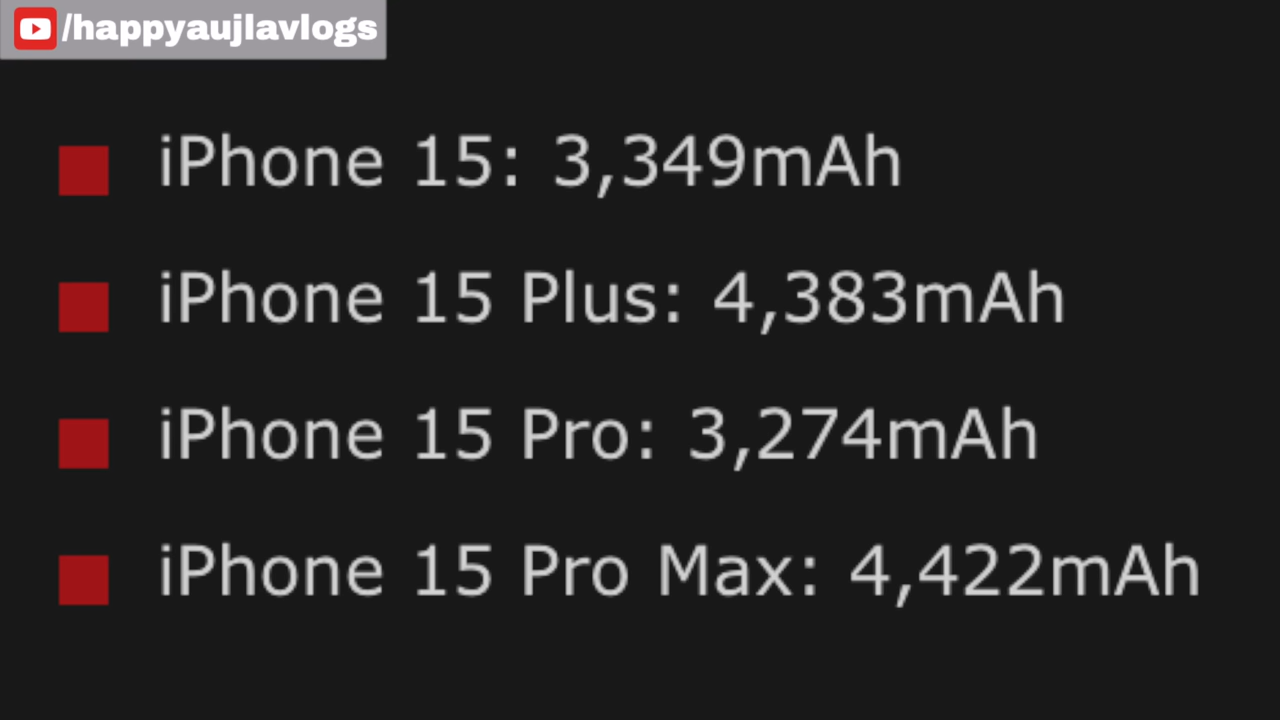 /happyaujlavlogs
iPhone 15: 3,349mAh
iPhone 15 Plus: 4,383mAh
iPhone 15 Pro: 3,274mAh
iPhone 15 Pro Max: 4,422mAh